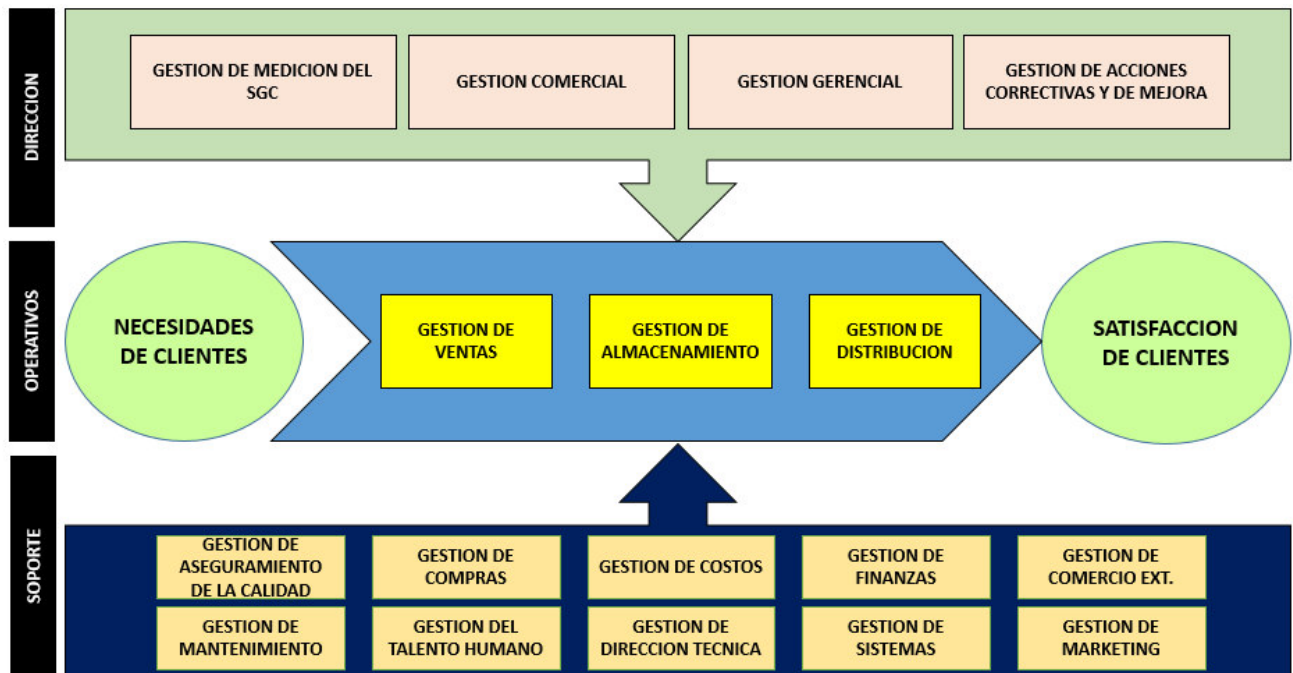 DIRECCION
GESTION DE MEDICION DEL
SGC
GESTION COMERCIAL
GESTION GERENCIAL
GESTION DE ACCIONES
CORRECTIVAS Y DE MEJORA
OPERATIVOS
NECESIDADES
DE CLIENTES
GESTION DE
VENTAS
GESTION DE
ALMACENAMIENTO
GESTION DE
DISTRIBUCION
SATISFACCION
DE CLIENTES
SOPORTE
GESTION DE
ASEGURAMIENTO
DE LA CALIDAD
GESTION DE
COMPRAS
GESTION DE COSTOS
GESTION DE
FINANZAS
GESTION DE
COMERCIO EXT.
GESTION DE
MANTENIMIENTO
GESTION DEL
TALENTO HUMANO
GESTION DE
DIRECCION TECNICA
GESTION DE
SISTEMAS
GESTION DE
MARKETING